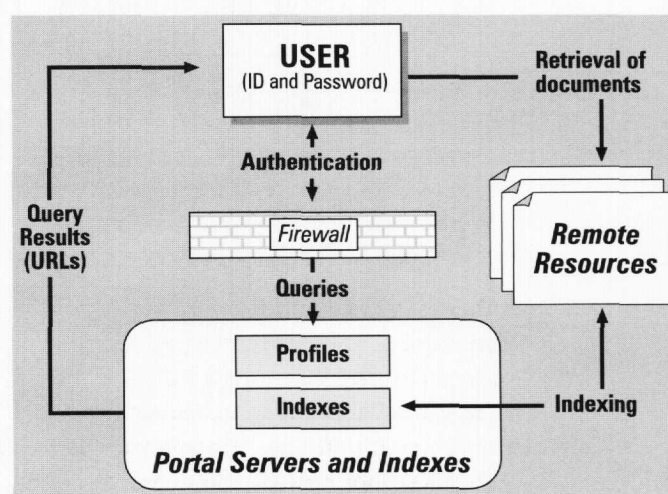 USER
(ID and Password)
Retrieval of
documents
Authentication
Query
Results
(URLs)
Firewall
Remote
Resources
Queries
Profiles
Indexes
Indexing
Portal Servers and Indexes